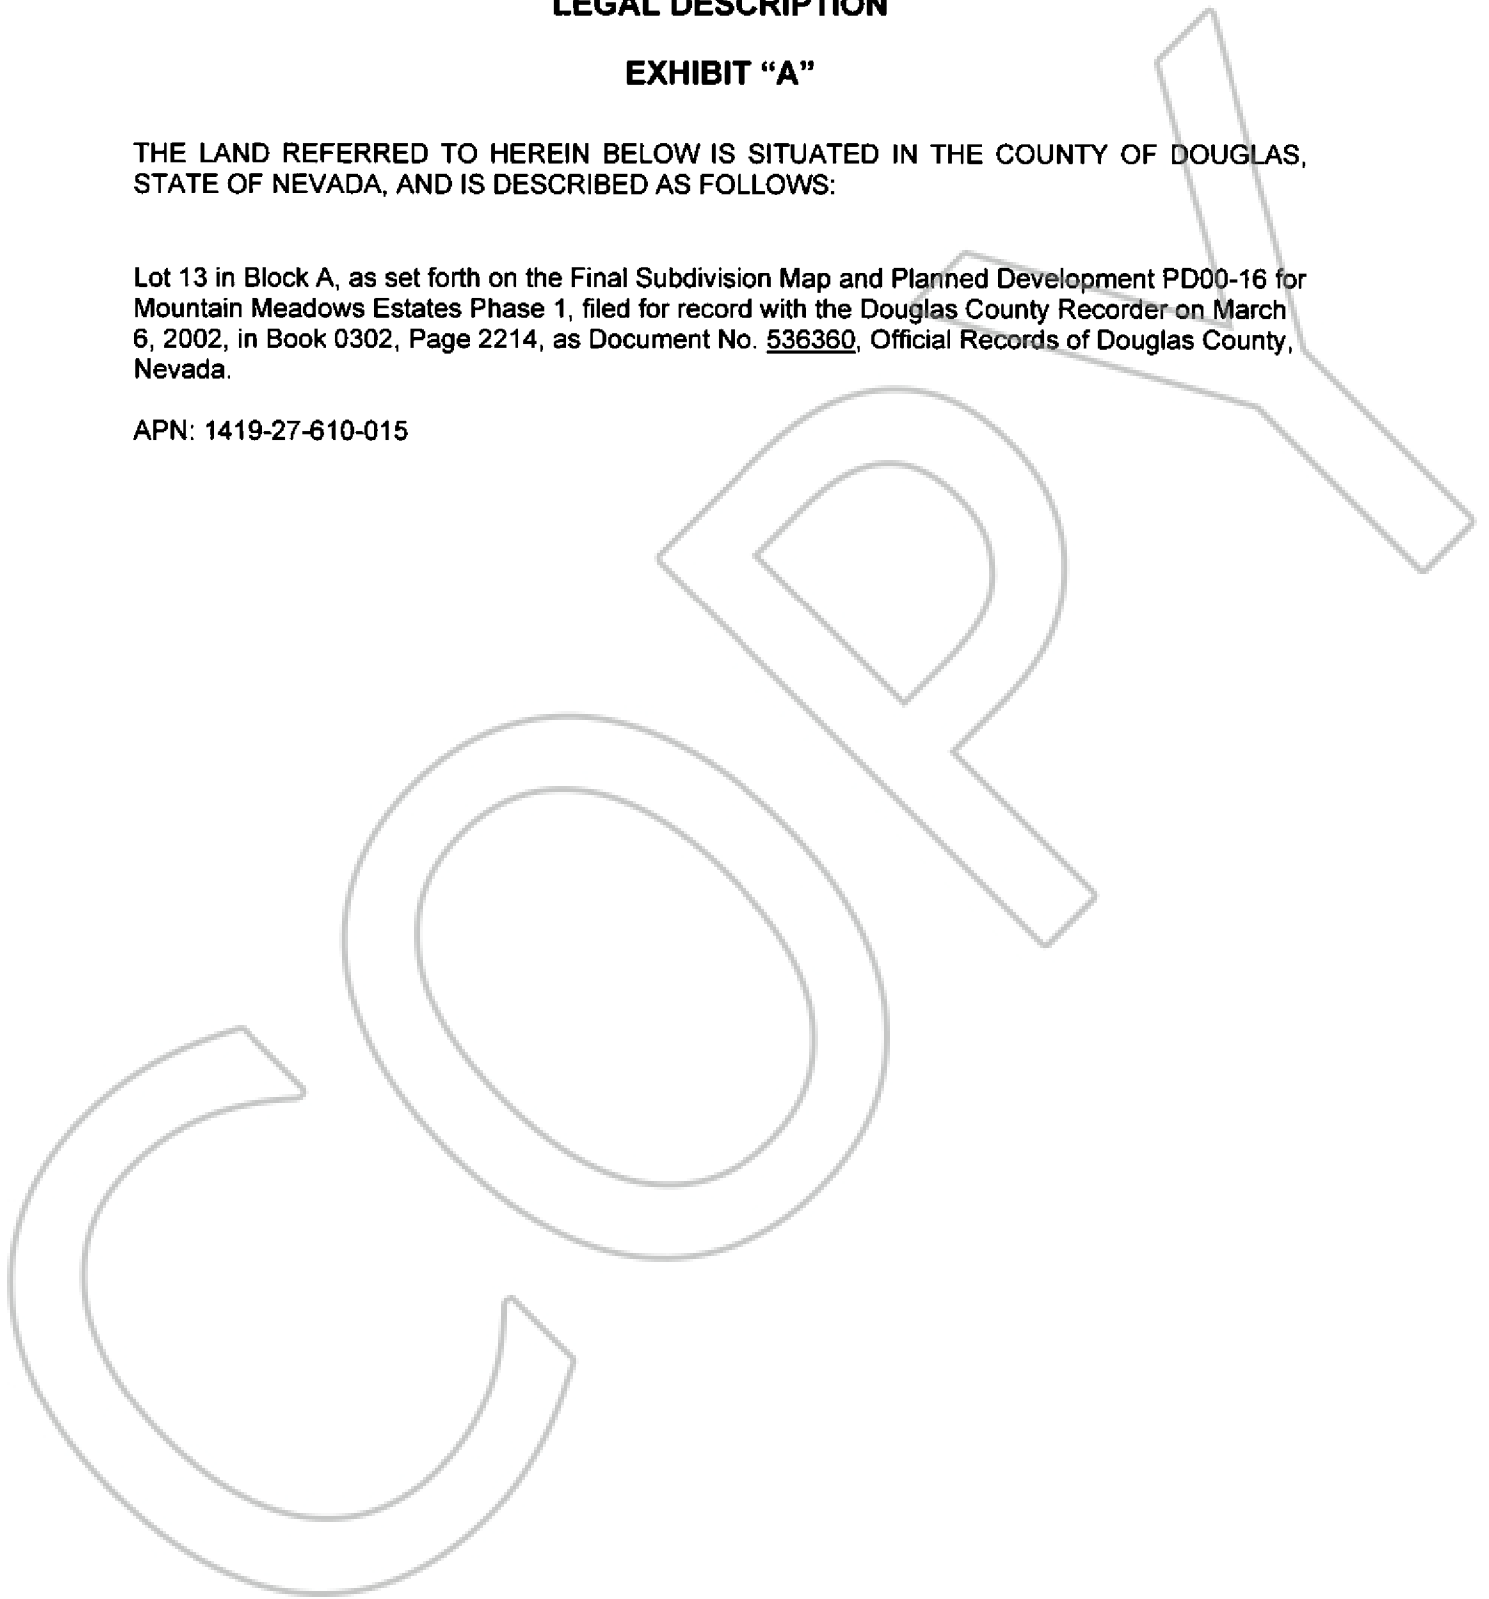 LEGAL DESCRIPTION
EXHIBIT “A”
THE LAND REFERRED TO HEREIN BELOW IS SITUATED IN THE COUNTY OF DOUGLAS,
STATE OF NEVADA, AND IS DESCRIBED AS FOLLOWS:
Lot 13 in Block A, as set forth on the Final Subdivision Map and Planned Development PD00-16 for
Mountain Meadows Estates Phase 1, filed for record with the Douglas County Recorder on March
6, 2002, in Book 0302, Page 2214, as Document No. 536360, Official Records of Douglas County,
Nevada.
APN: 1419-27-610-015
COPY